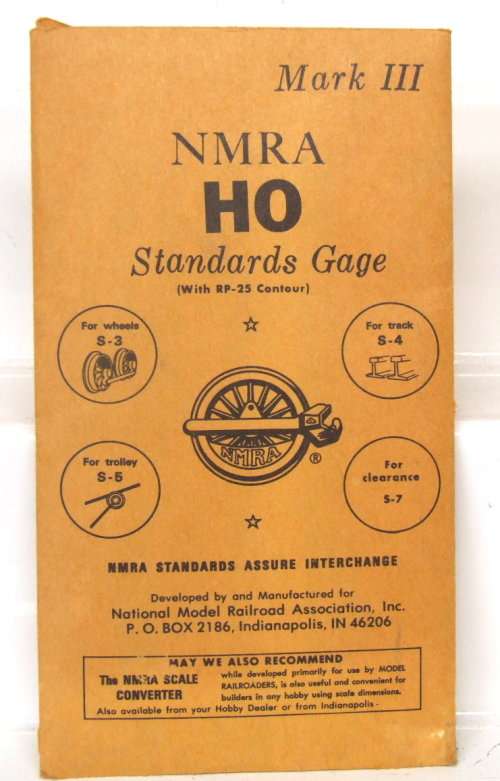 Mark III
NMRA
HO
Standards Gage
(With RP-25 Contour)
For wheels
S-3
For track
S-4
NMRA
®
For trolley
S-5
For
clearance
S-7
NMRA STANDARDS ASSURE INTERCHANGE
Developed by and Manufactured for
National Model Railroad Association, Inc.
P. O. BOX 2186, Indianapolis, IN 46206
MAY WE ALSO RECOMMEND
The NMRA SCALE
CONVERTER
while developed primarily for use by MODEL
RAILROADERS, is also useful and convenient for
builders in any hobby using scale dimensions.
Also available from your Hobby Dealer or from Indianapolis -